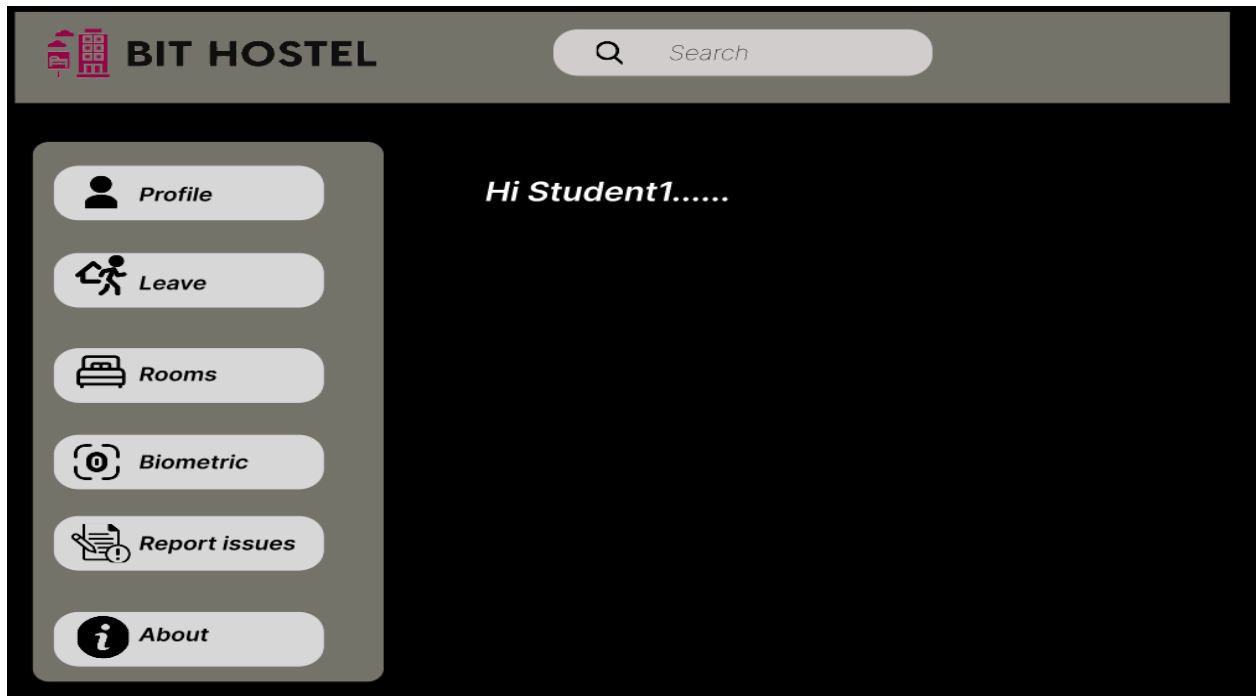 BIT HOSTEL
Search
Profile
Hi Student1......
Leave
Rooms
Biometric
Report issues
About